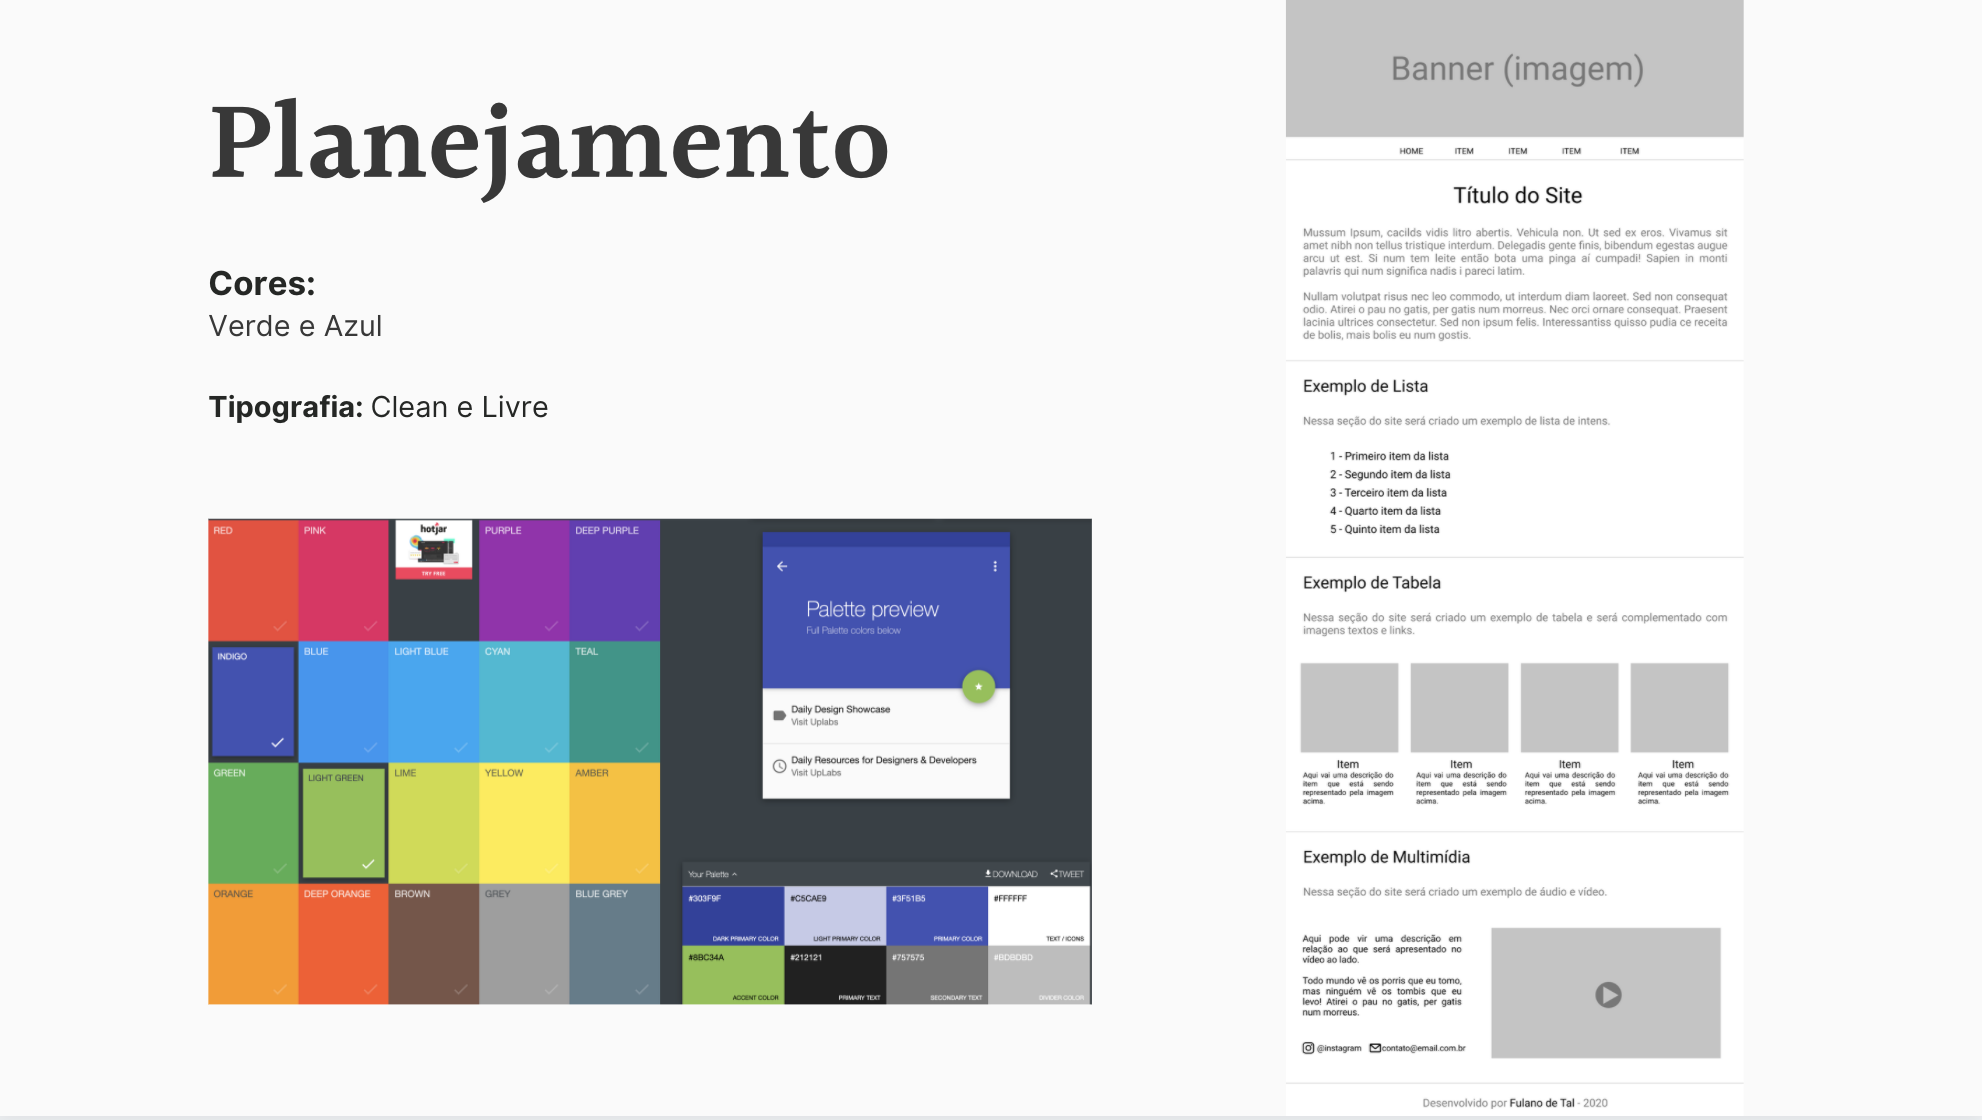 Planejamento
Cores:
Verde e Azul
Tipografia: Clean e Livre
RED
PINK
hotjar
TRY FREE
PURPLE
DEEP PURPLE
INDIGO
BLUE
LIGHT BLUE
CYAN
TEAL
GREEN
LIGHT GREEN
LIME
YELLOW
AMBER
ORANGE
DEEP ORANGE
BROWN
GREY
BLUE GREY
Palette preview
Full Palette colors below
Daily Design Showcase
Visit Uplabs
Daily Resources for Designers & Developers
Visit UpLabs
Your Palette
DOWNLOAD
TWEET
#303F9F
DARK PRIMARY COLOR
#C5CAE9
LIGHT PRIMARY COLOR
#3F51B5
PRIMARY COLOR
#FFFFFF
TEXT / ICONS
#8BC34A
ACCENT COLOR
#212121
PRIMARY TEXT
#757575
SECONDARY TEXT
#BDBDBD
DIVIDER COLOR
Banner (imagem)
HOME ITEM ITEM ITEM ITEM
Título do Site
Mussum Ipsum, cacilds vidis litro abertis. Vehicula non. Ut sed ex eros. Vivamus sit
amet nibh non tellus tristique interdum. Delegadis gente finis, bibendum egestas augue
arcu ut est. Si num tem leite então bota uma pinga aí cumpadi! Sapien in monti
palavris qui num significa nadis i pareci latim.
Nullam volutpat risus nec leo commodo, ut interdum diam laoreet. Sed non consequat
odio. Atirei o pau no gatis, per gatis num morreus. Nec orci ornare consequat. Praesent
lacinia ultrices consectetur. Sed non ipsum felis. Interessantiss quisso pudia ce receita
de bolis, mais bolis eu num gostis.
Exemplo de Lista
Nessa seção do site será criado um exemplo de lista de intens.
1 - Primeiro item da lista
2 - Segundo item da lista
3 - Terceiro item da lista
4 - Quarto item da lista
5 - Quinto item da lista
Exemplo de Tabela
Nessa seção do site será criado um exemplo de tabela e será complementado com
imagens textos e links.
Item
Aqui vai uma descrição do
item que está sendo
representado pela imagem
acima.
Item
Aqui vai uma descrição do
item que está sendo
representado pela imagem
acima.
Item
Aqui vai uma descrição do
item que está sendo
representado pela imagem
acima.
Item
Aqui vai uma descrição do
item que está sendo
representado pela imagem
acima.
Exemplo de Multimídia
Nessa seção do site será criado um exemplo de áudio e vídeo.
Aqui pode vir uma descrição em
relação ao que será apresentado no
vídeo ao lado.
Todo mundo vê os porris que eu tomo,
mas ninguém vê os tombis que eu
levo! Atirei o pau no gatis, per gatis
num morreus.
@instagram contato@email.com.br
Desenvolvido por Fulano de Tal - 2020